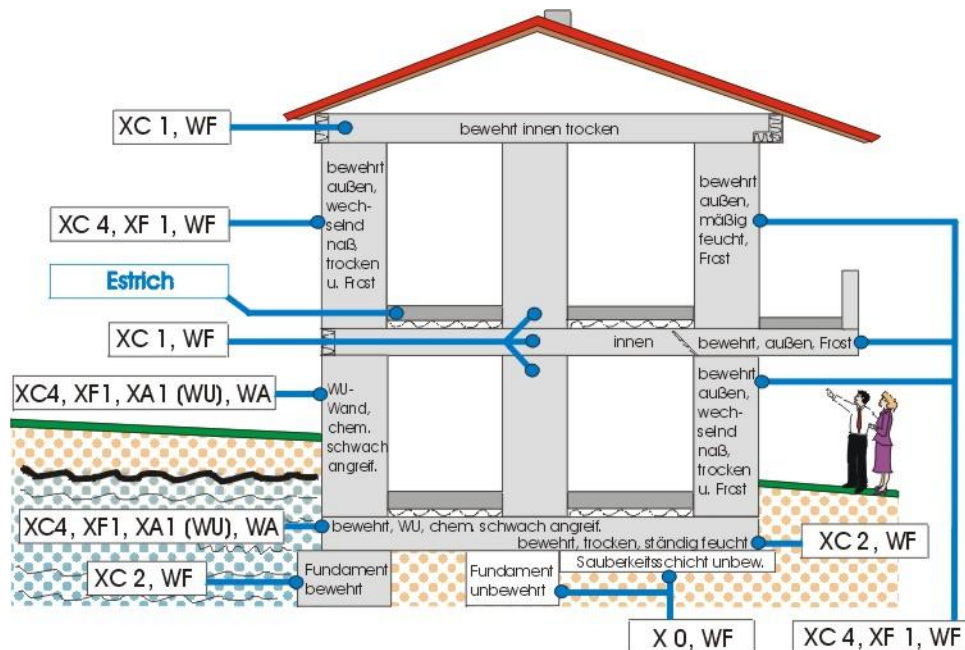 bewehrt innen trocken
XC 1, WF
bewehrt
außen,
wech-
selnd
naß,
trocken
u. Frost
bewehrt
außen,
mäßig
feucht,
Frost
XC 4, XF 1, WF
Estrich
XC 1, WF
innen
bewehrt, außen, Frost
XC4, XF1, XA1 (WU), WA
WU-
Wand,
chem.
schwach
angreif.
bewehrt
außen,
wech-
selnd
naß,
trocken
u. Frost
XC4, XF1, XA1 (WU), WA
bewehrt, WU, chem. schwach angreif.
bewehrt, trocken, ständig feucht
XC 2, WF
XC 2, WF
Fundament
bewehrt
Fundament
unbewehrt
Sauberkeitsschicht unbew.
X 0, WF
XC 4, XF 1, WF